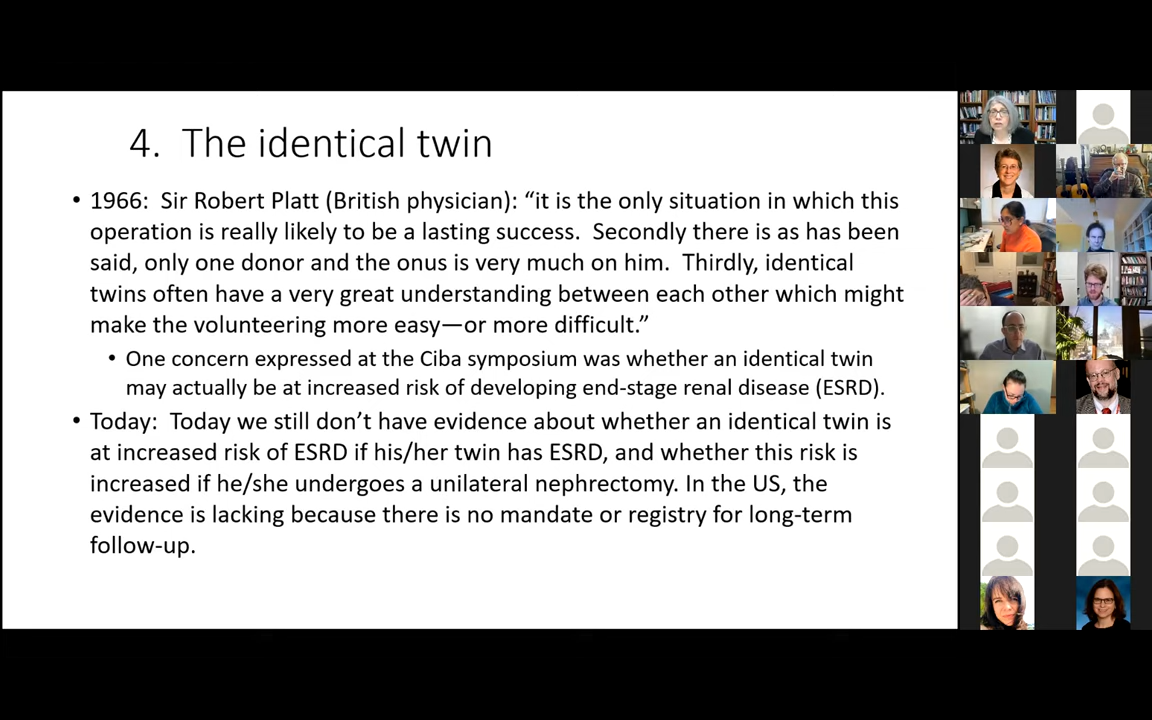 4. The identical twin
• 1966: Sir Robert Platt (British physician): “it is the only situation in which this
operation is really likely to be a lasting success. Secondly there is as has been
said, only one donor and the onus is very much on him. Thirdly, identical
twins often have a very great understanding between each other which might
make the volunteering more easy—or more difficult.”
• One concern expressed at the Ciba symposium was whether an identical twin
may actually be at increased risk of developing end-stage renal disease (ESRD).
• Today: Today we still don’t have evidence about whether an identical twin is
at increased risk of ESRD if his/her twin has ESRD, and whether this risk is
increased if he/she undergoes a unilateral nephrectomy. In the US, the
evidence is lacking because there is no mandate or registry for long-term
follow-up.